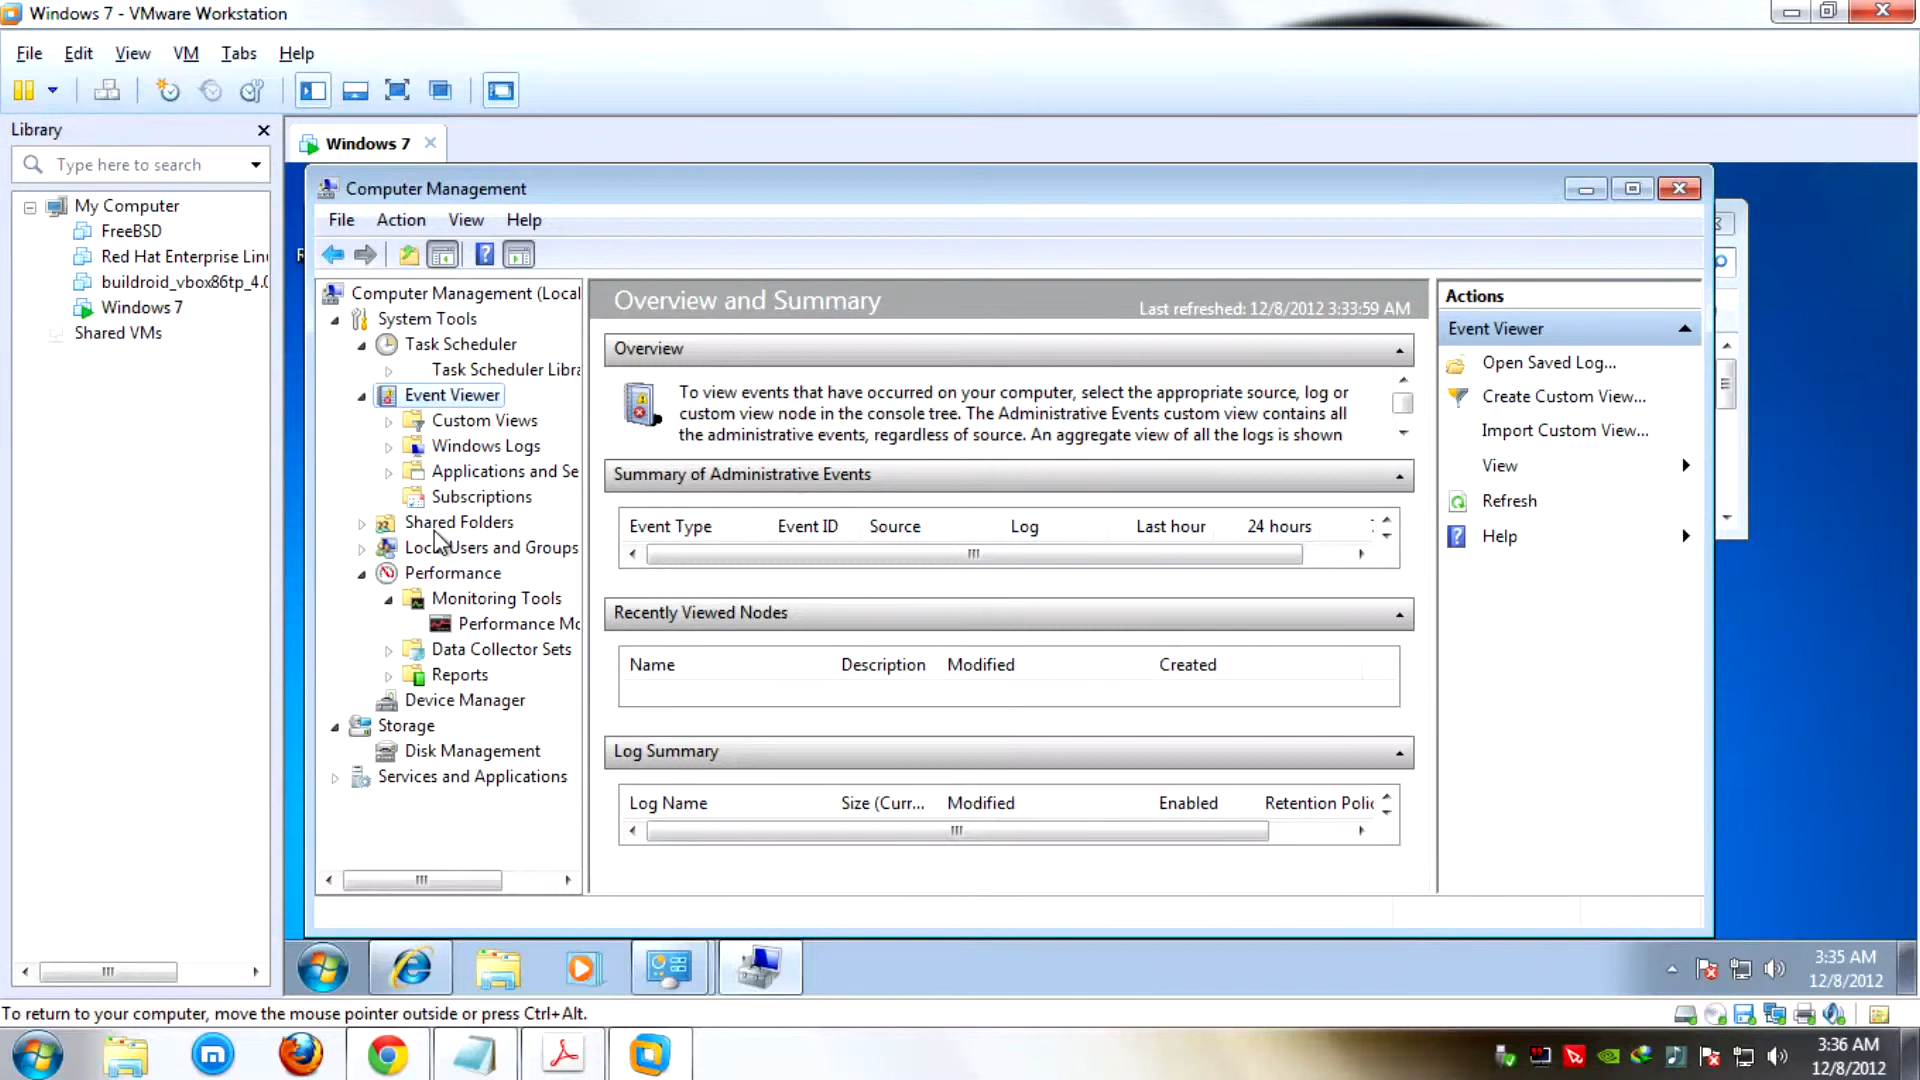 Windows 7 - VMware Workstation
File Edit View VM Tabs Help
Library
Type here to search
My Computer
FreeBSD
Red Hat Enterprise Linu
buildroid_vbox86tp_4.0
Windows 7
Shared VMs
Windows 7
Computer Management
File Action View Help
Computer Management (Local
System Tools
Task Scheduler
Task Scheduler Libra
Event Viewer
Custom Views
Windows Logs
Applications and Se
Subscriptions
Shared Folders
Local Users and Groups
Performance
Monitoring Tools
Performance Mo
Data Collector Sets
Reports
Device Manager
Storage
Disk Management
Services and Applications
Overview and Summary
Last refreshed: 12/8/2012 3:33:59 AM
Overview
To view events that have occurred on your computer, select the appropriate source, log or
custom view node in the console tree. The Administrative Events custom view contains all
the administrative events, regardless of source. An aggregate view of all the logs is shown
Summary of Administrative Events
Event Type Event ID Source Log Last hour 24 hours
Recently Viewed Nodes
Name Description Modified Created
Log Summary
Log Name Size (Curr... Modified Enabled Retention Polic
Actions
Event Viewer
Open Saved Log...
Create Custom View...
Import Custom View...
View
Refresh
Help
3:35 AM
12/8/2012
To return to your computer, move the mouse pointer outside or press Ctrl+Alt.
3:36 AM
12/8/2012